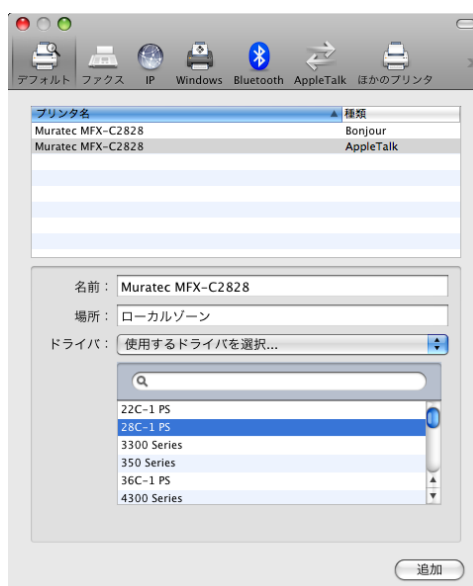 デフォルト ファクス IP Windows Bluetooth AppleTalk ほかのプリンタ
プリンタ名 種類
Muratec MFX-C2828 Bonjour
Muratec MFX-C2828 AppleTalk
名前： Muratec MFX-C2828
場所： ローカルゾーン
ドライバ： 使用するドライバを選択...
22C-1 PS
28C-1 PS
3300 Series
350 Series
36C-1 PS
4300 Series
追加